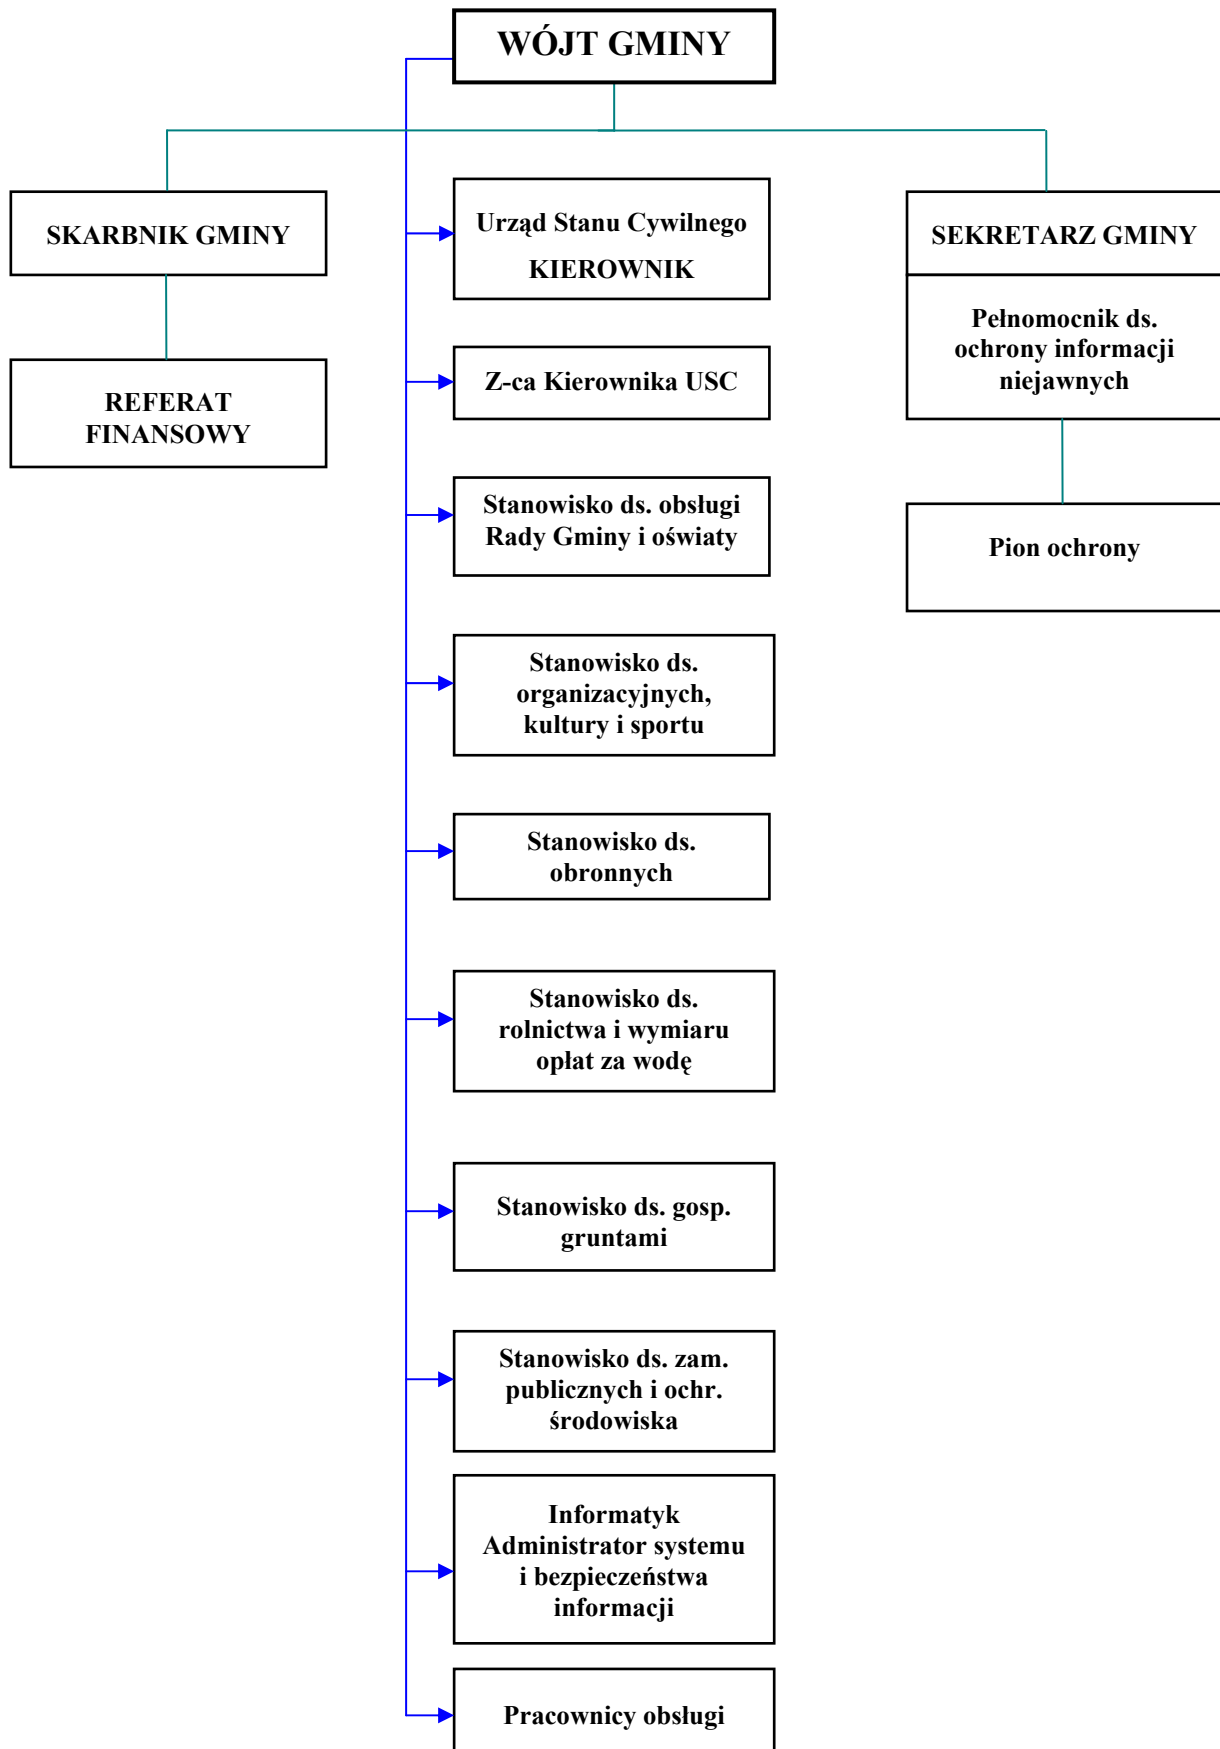 WÓJT GMINY
SKARBNIK GMINY
REFERAT
FINANSOWY
Urząd Stanu Cywilnego
KIEROWNIK
Z-ca Kierownika USC
Stanowisko ds. obsługi
Rady Gminy i oświaty
Stanowisko ds.
organizacyjnych,
kultury i sportu
Stanowisko ds.
obronnych
Stanowisko ds.
rolnictwa i wymiaru
opłat za wodę
Stanowisko ds. gosp.
gruntami
Stanowisko ds. zam.
publicznych i ochr.
środowiska
Informatyk
Administrator systemu
i bezpieczeństwa
informacji
Pracownicy obsługi
SEKRETARZ GMINY
Pełnomocnik ds.
ochrony informacji
niejawnych
Pion ochrony